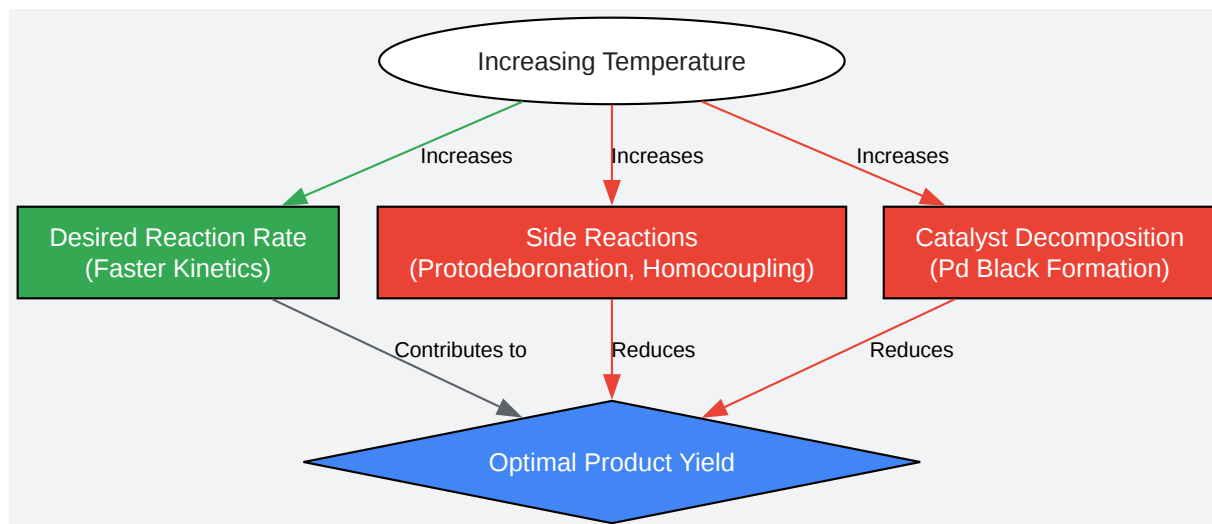 Increasing Temperature
Increases
Increases
Increases
Desired Reaction Rate
(Faster Kinetics)
Side Reactions
(Protodeboronation, Homocoupling)
Catalyst Decomposition
(Pd Black Formation)
Contributes to
Reduces
Reduces
Optimal Product Yield